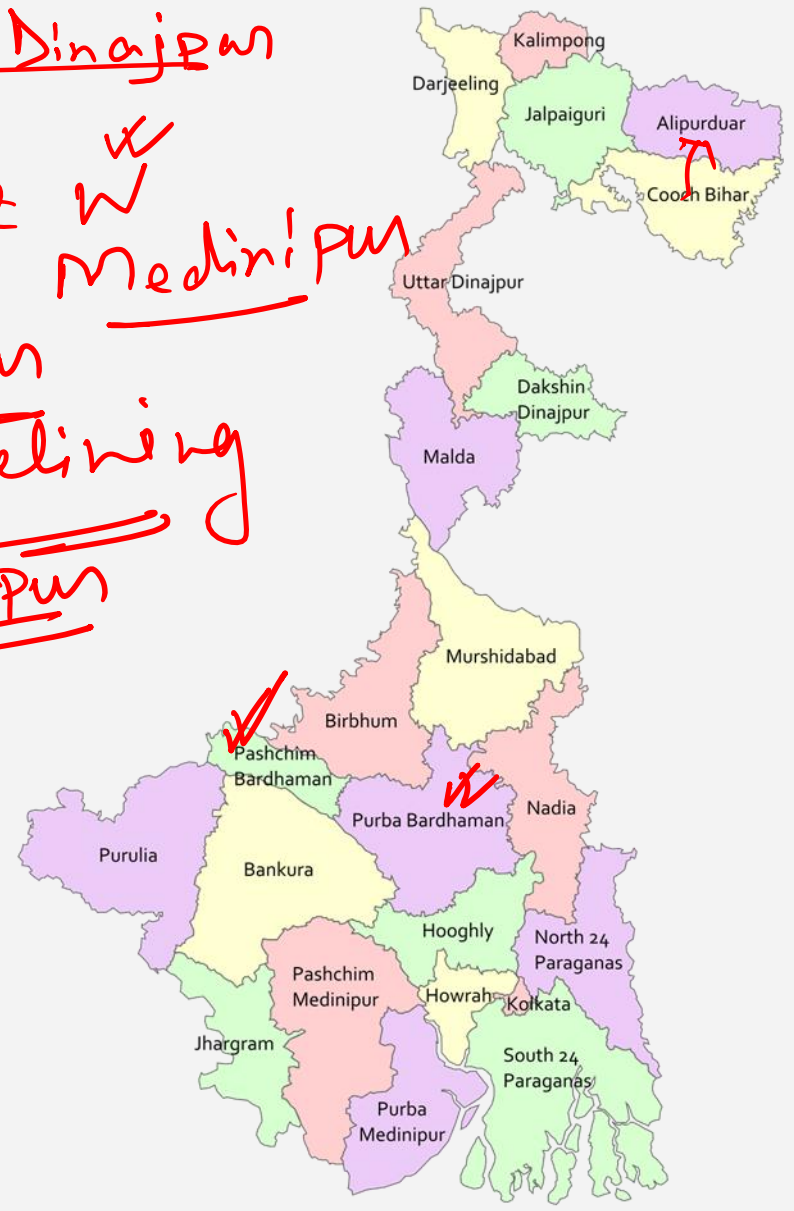 Dinajpur
W
Medinipur
pur
Kalimpong
Darjeeling
Jalpaiguri
Alipurduar
Cooch Bihar
Uttar Dinajpur
Dakshin
Dinajpur
Malda
Murshidabad
Birbhum
Pashchim
Bardhaman
Purba Bardhaman
Nadia
Purulia
Bankura
Hooghly
North 24
Paraganas
Pashchim
Medinipur
Howrah
Kolkata
Jhargram
South 24
Paraganas
Purba
Medinipur